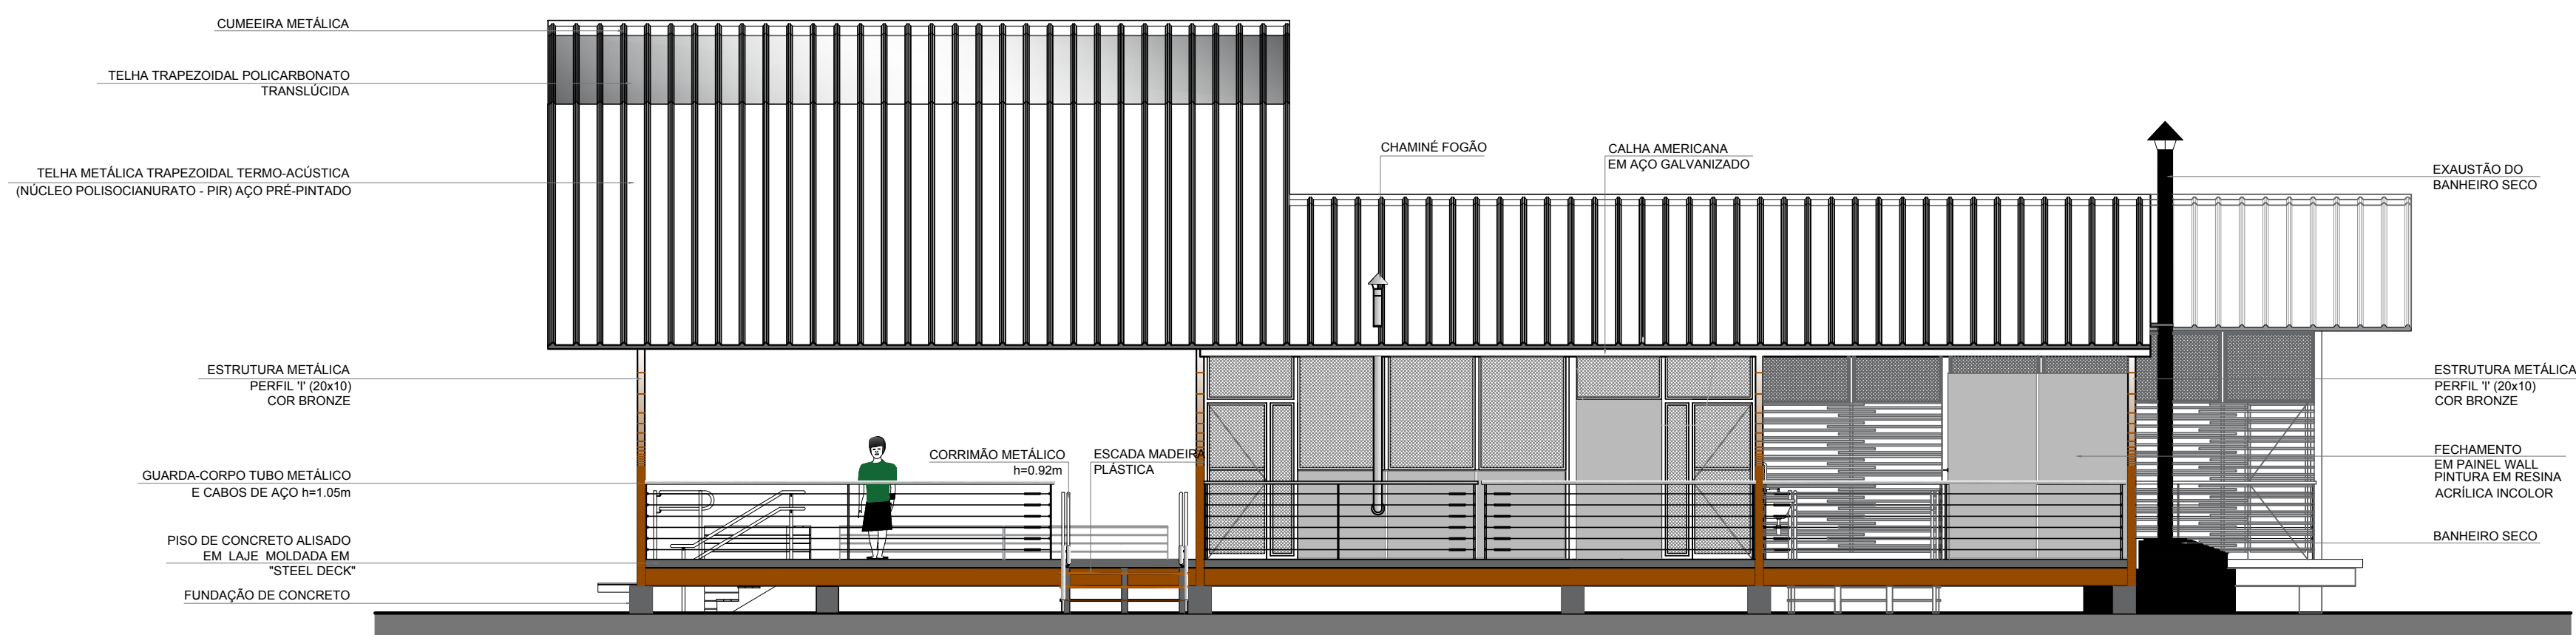 CUMEEIRA METÁLICA
TELHA TRAPEZOIDAL POLICARBONATO
TRANSLÚCIDA
TELHA METÁLICA TRAPEZOIDAL TERMO-ACÚSTICA
(NÚCLEO POLISOCIANURATO - PIR) AÇO PRÉ-PINTADO
ESTRUTURA METÁLICA
PERFIL 'I' (20x10)
COR BRONZE
GUARDA-CORPO TUBO METÁLICO
E CABOS DE AÇO h=1.05m
PISO DE CONCRETO ALISADO
EM LAJE MOLDADA EM
"STEEL DECK"
FUNDAÇÃO DE CONCRETO
CORRIMÃO METÁLICO
h=0.92m
ESCADA MADEIRA
PLÁSTICA
CHAMINÉ FOGÃO
CALHA AMERICANA
EM AÇO GALVANIZADO
EXAUSTÃO DO
BANHEIRO SECO
ESTRUTURA METÁLICA
PERFIL 'I' (20x10)
COR BRONZE
FECHAMENTO
EM PAINEL WALL
PINTURA EM RESINA
ACRÍLICA INCOLOR
BANHEIRO SECO